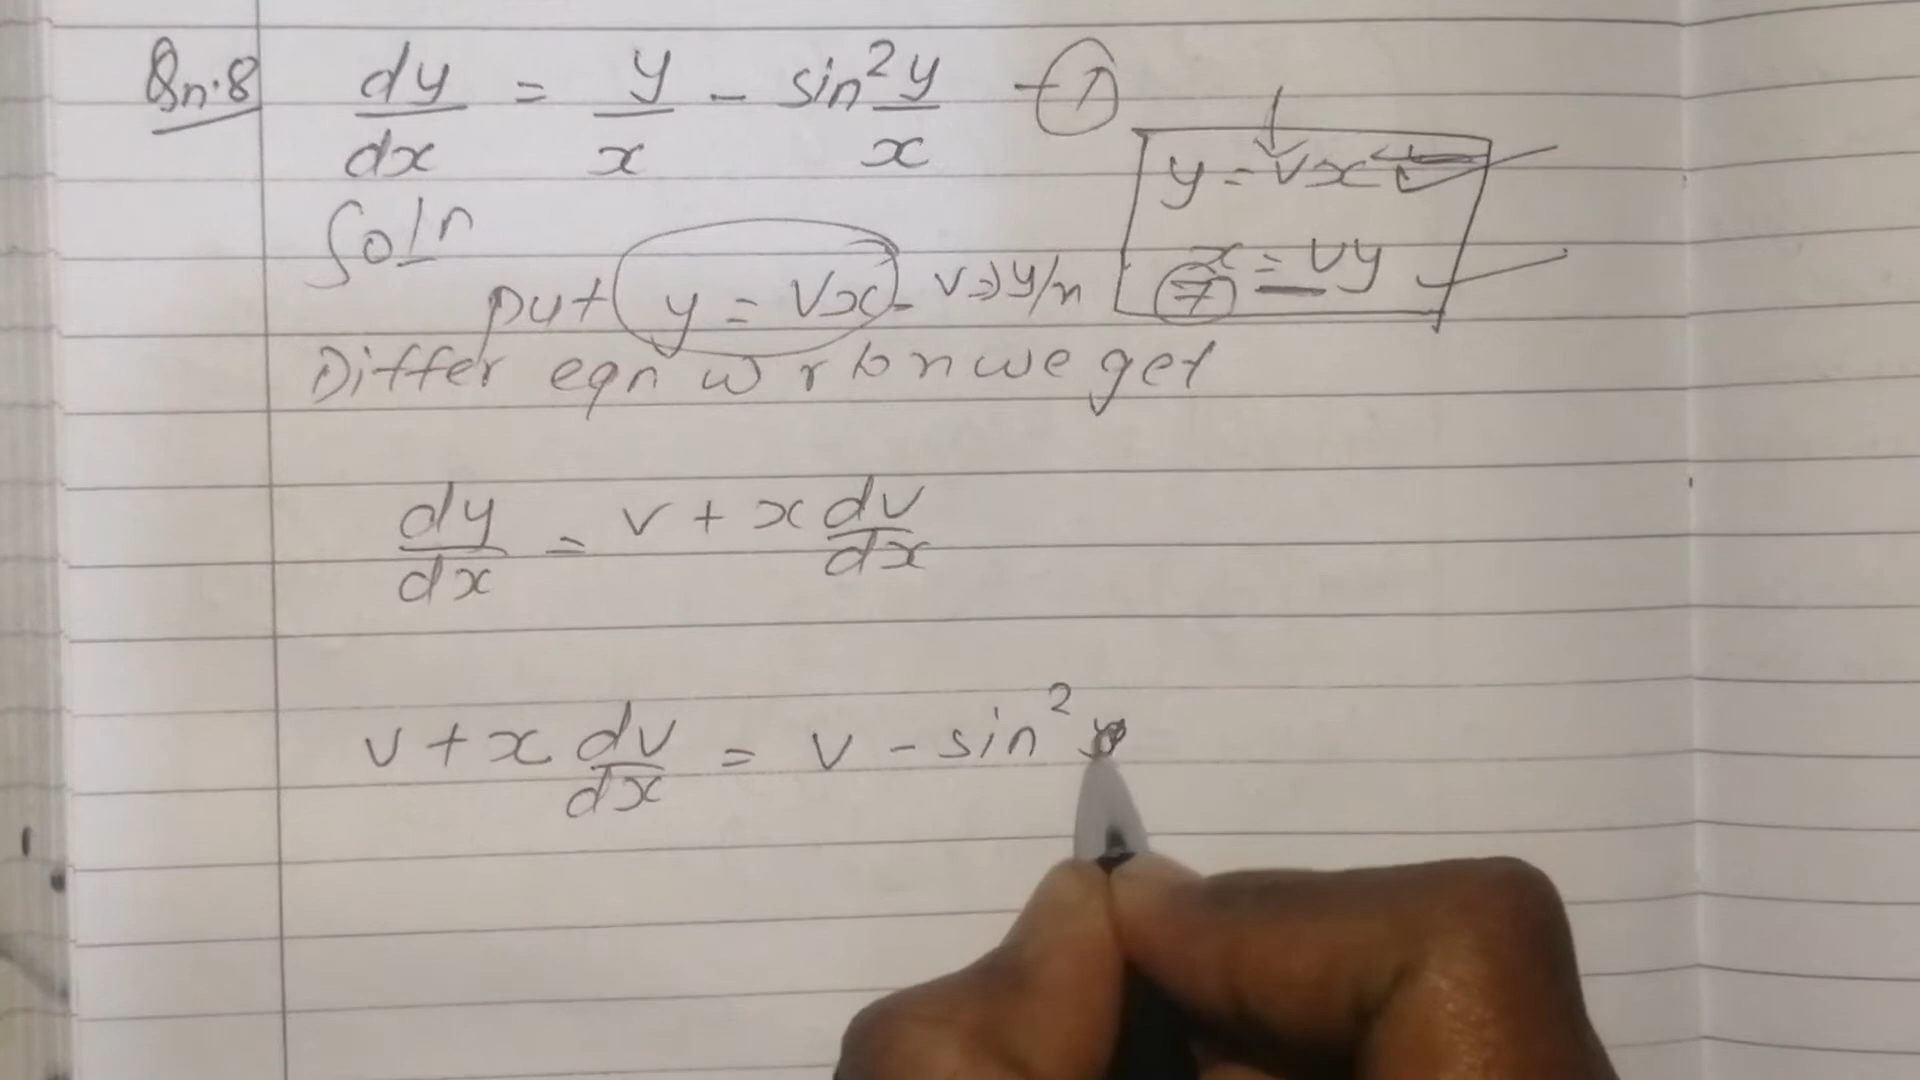 Qn.8 dy/dx = y/x - sin² y/x - (1)
y = vx
Soln
x = vy
put y = vx - v => y/x
Differ eqn w r to x we get
dy/dx = v + x dv/dx
v + x dv/dx = v - sin²